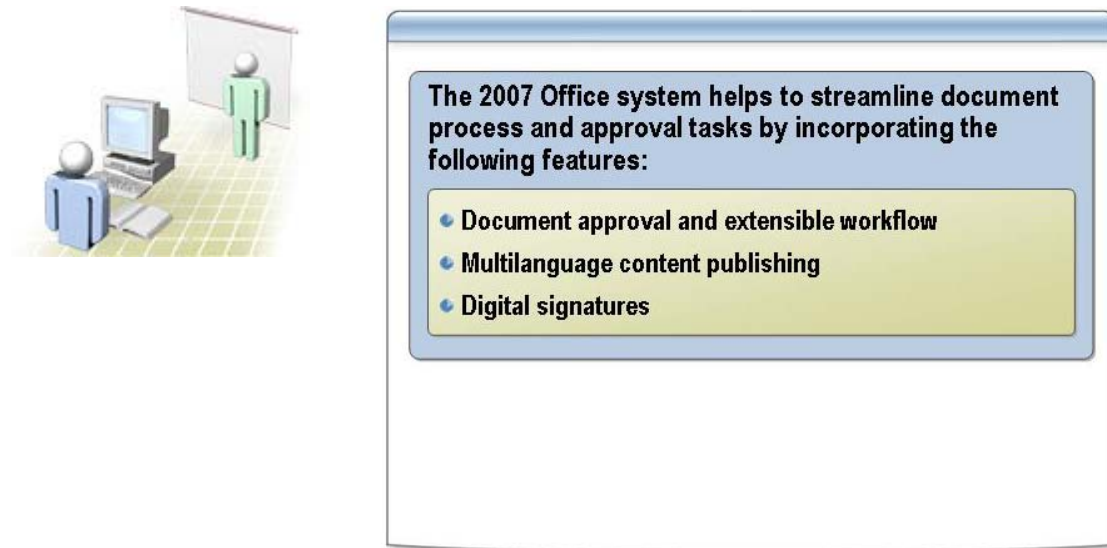 The 2007 Office system helps to streamline document
process and approval tasks by incorporating the
following features:
Document approval and extensible workflow
Multilanguage content publishing
Digital signatures